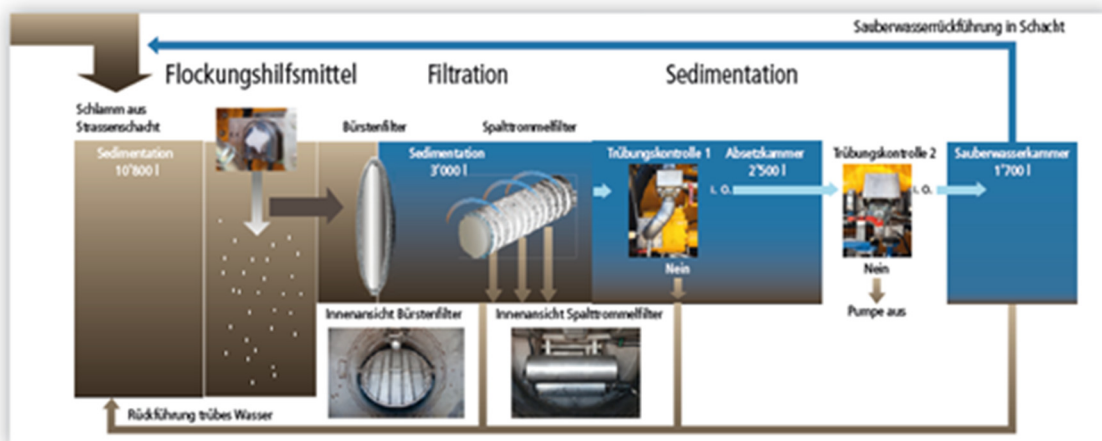 Sauberwasserrückführung in Schacht
Flockungshilfsmittel
Filtration
Sedimentation
Schlamm aus
Strassenschacht
Bürstenfilter
Spalttrommelfilter
Sedimentation
10'800 l
Sedimentation
3'000 l
Trübungskontrolle 1
Absetzkammer
2'500 l
Trübungskontrolle 2
Sauberwasserkammer
1'700 l
i. O.
i. O.
Nein
Nein
Pumpe aus
Innenansicht Bürstenfilter
Innenansicht Spalttrommelfilter
Rückführung trübes Wasser